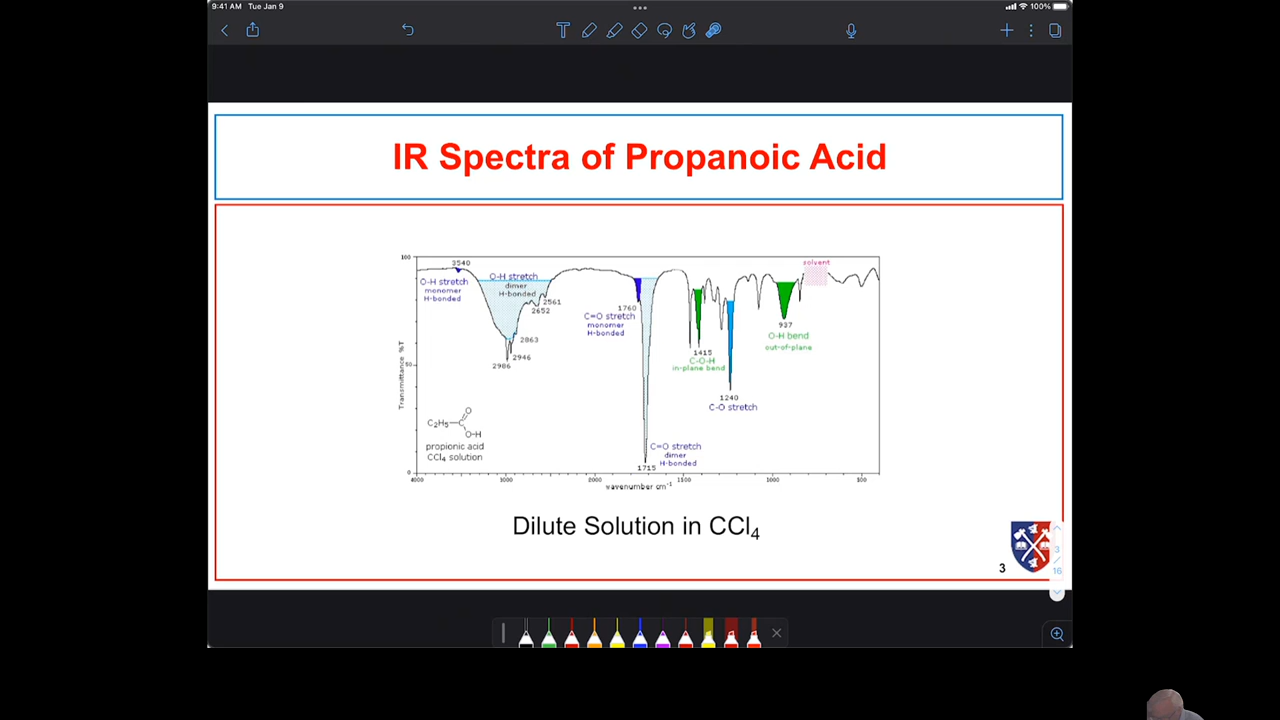 9:41 AM Tue Jan 9
100%
IR Spectra of Propanoic Acid
100
50
0
Transmittance %T
3540
O-H stretch
monomer
H-bonded
O-H stretch
dimer
H-bonded
2561
2652
2863
2946
2986
1760
C=O stretch
monomer
H-bonded
solvent
937
O-H bend
out-of-plane
1415
C-O-H
in-plane bend
1240
C-O stretch
C₂H₅—C
O
O-H
propionic acid
CCl₄ solution
C=O stretch
dimer
H-bonded
1715
4000 3000 2000 1500 1000 500
wavenumber cm⁻¹
Dilute Solution in CCl₄
3
3
/
16